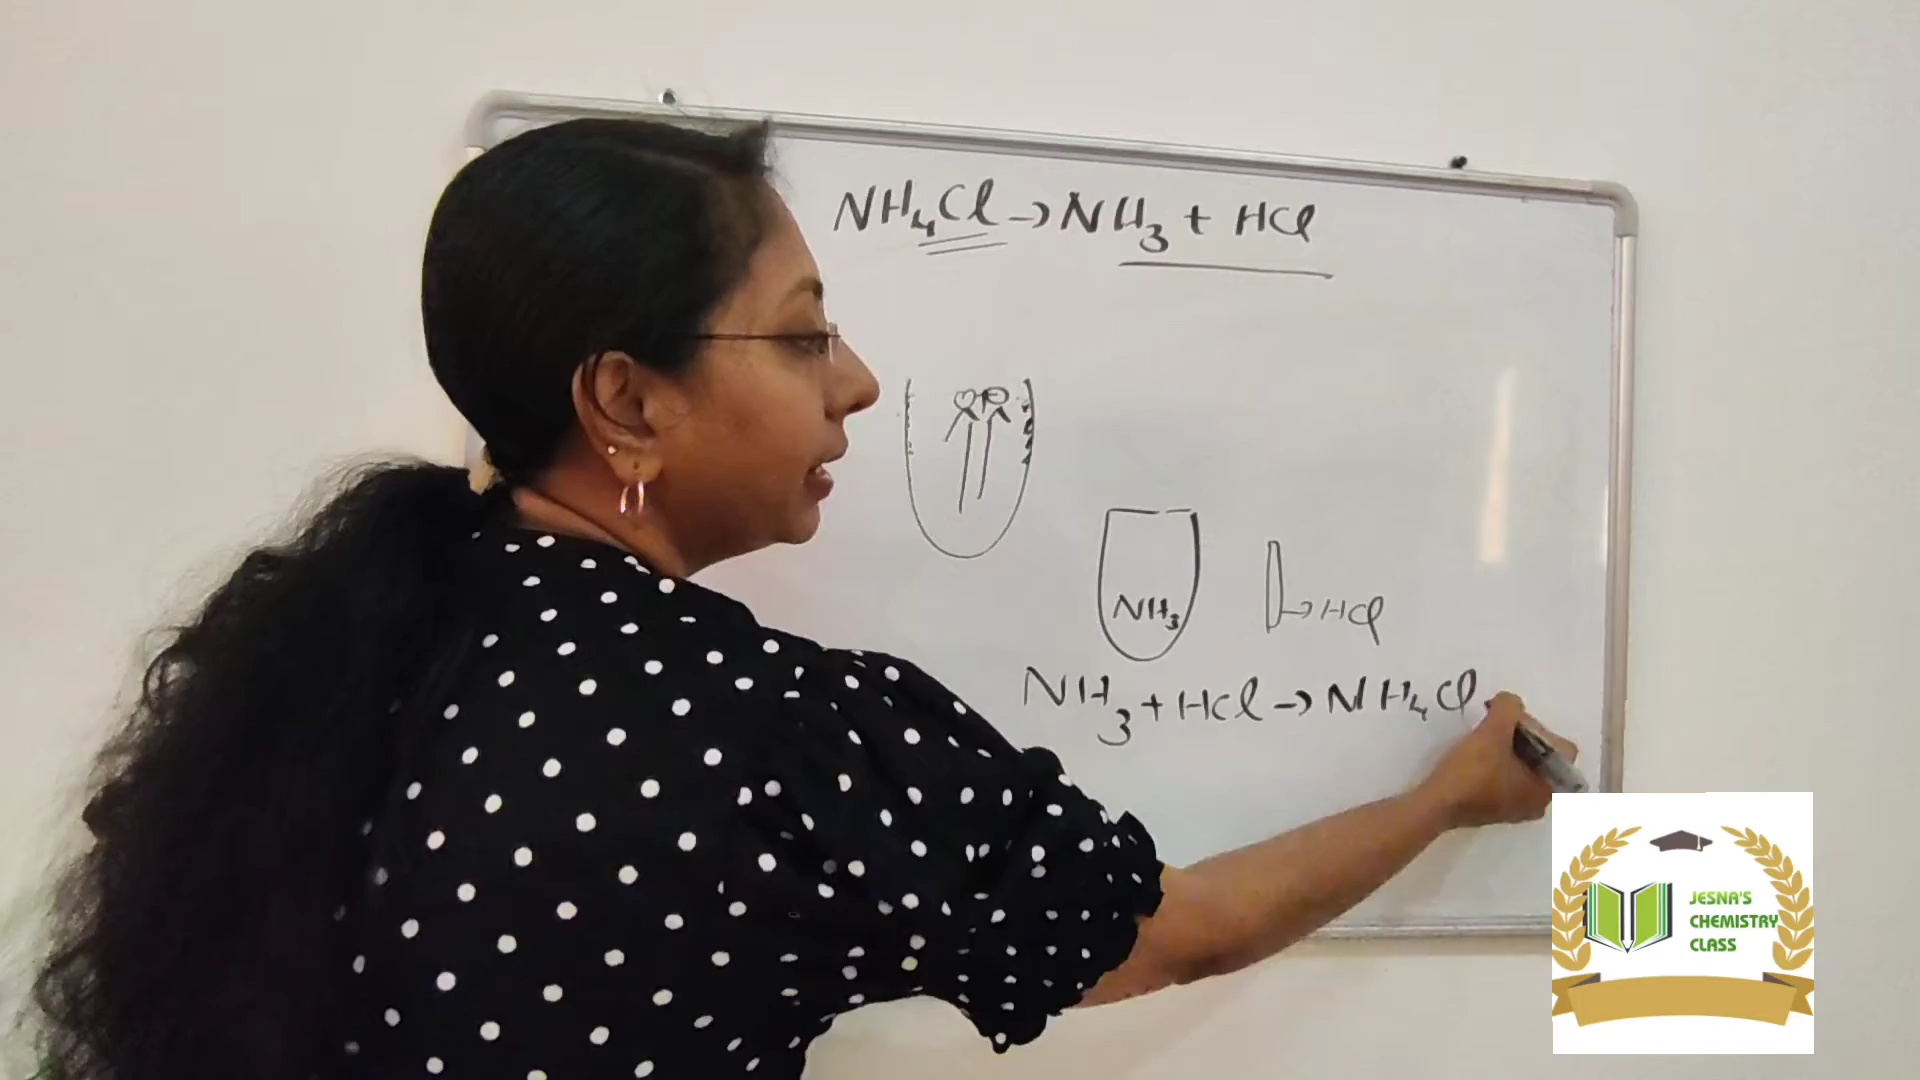 NH₄Cl → NH₃ + HCl
NH₃
→ HCl
NH₃ + HCl → NH₄Cl
JESNA'S
CHEMISTRY
CLASS